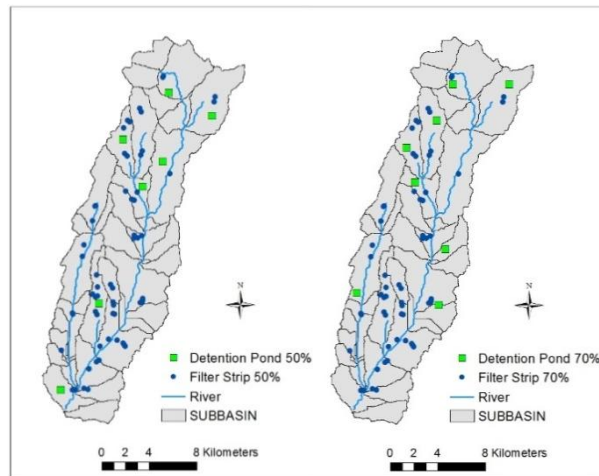 N
Detention Pond 50%
Filter Strip 50%
River
SUBBASIN
0 2 4 8 Kilometers
N
Detention Pond 70%
Filter Strip 70%
River
SUBBASIN
0 2 4 8 Kilometers